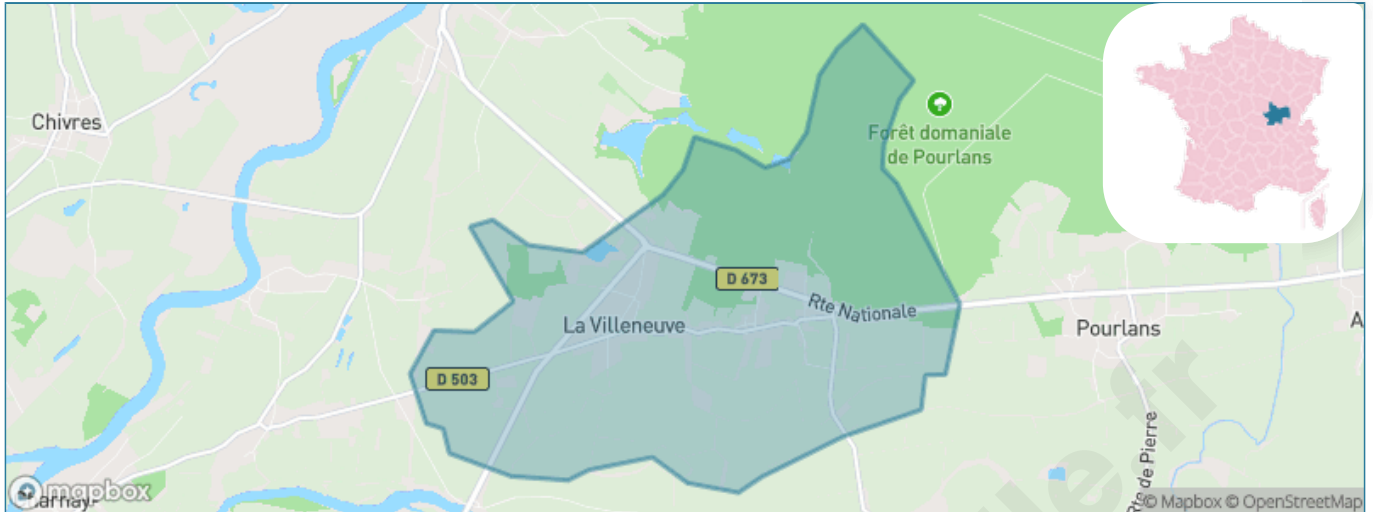 Chivres
Forêt domaniale
de Pourlans
D 673
Rte Nationale
La Villeneuve
Pourlans
A
D 503
Rte de Pierre
mapbox
© Mapbox © OpenStreetMap